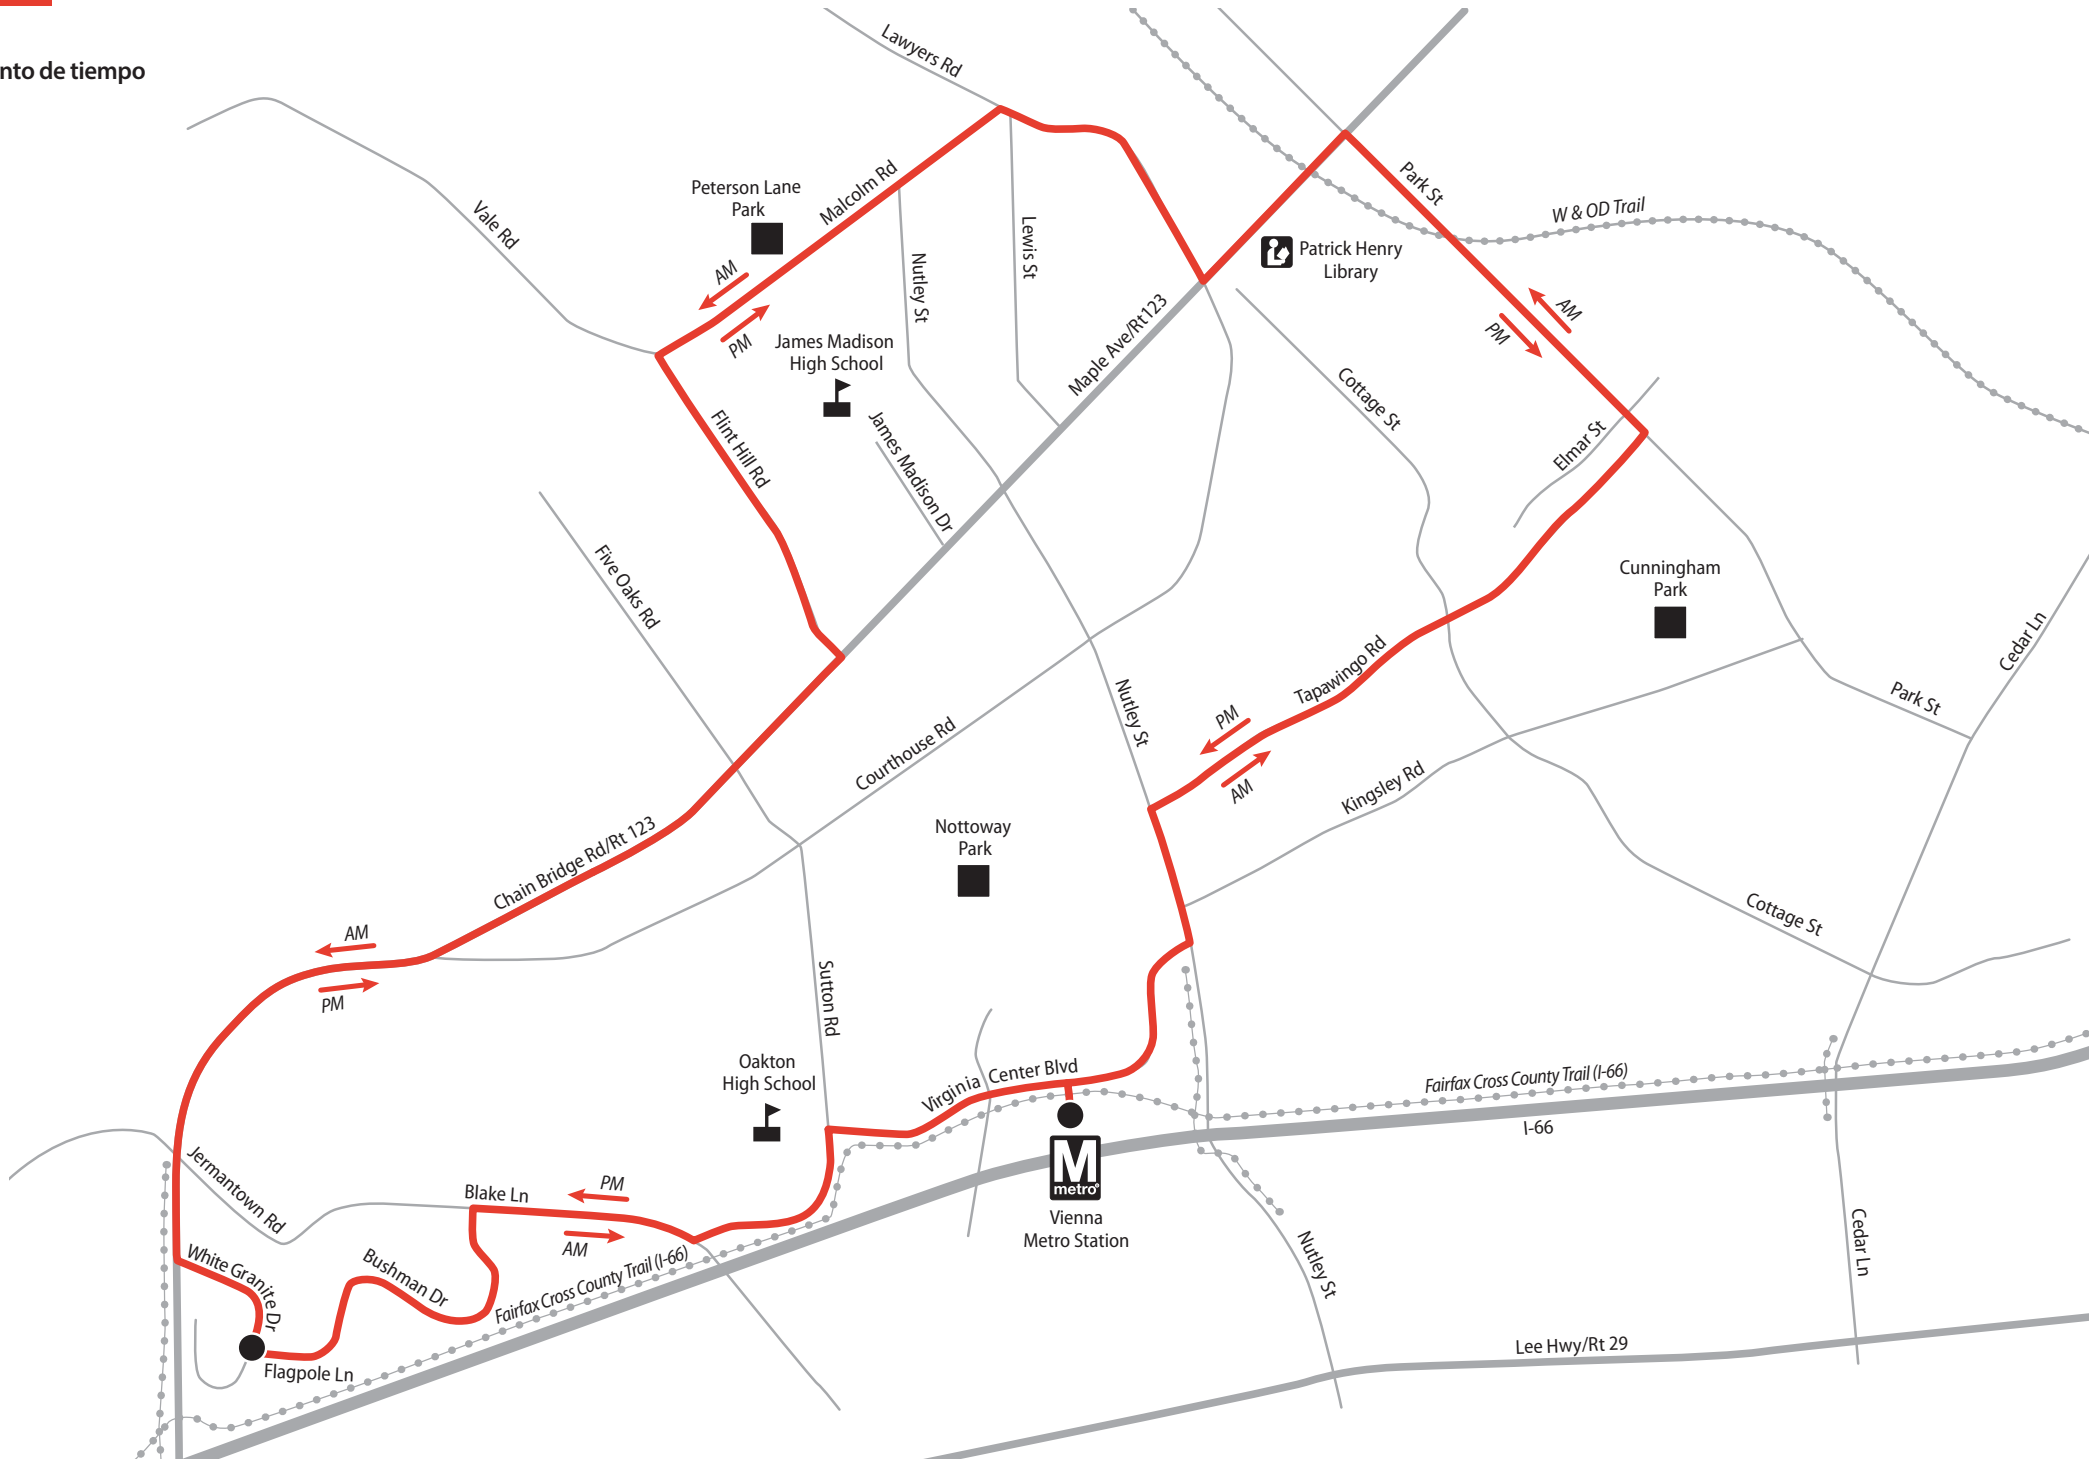 nto de tiempo
Lawyers Rd
Vale Rd
Peterson Lane
Park
Malcolm Rd
AM
PM
Nutley St
Lewis St
Park St
W & OD Trail
Patrick Henry
Library
AM
PM
James Madison
High School
Maple Ave/Rt123
Flint Hill Rd
James Madison Dr
Cottage St
Elmar St
Five Oaks Rd
Cunningham
Park
Cedar Ln
Park St
Tapawingo Rd
PM
AM
Nutley St
Courthouse Rd
Kingsley Rd
Nottoway
Park
Chain Bridge Rd/Rt 123
AM
PM
Cottage St
Sutton Rd
Oakton
High School
Virginia Center Blvd
Fairfax Cross County Trail (I-66)
I-66
M
metro®
Vienna
Metro Station
Jermantown Rd
Blake Ln
PM
AM
White Granite Dr
Bushman Dr
Fairfax Cross County Trail (I-66)
Flagpole Ln
Nutley St
Cedar Ln
Lee Hwy/Rt 29